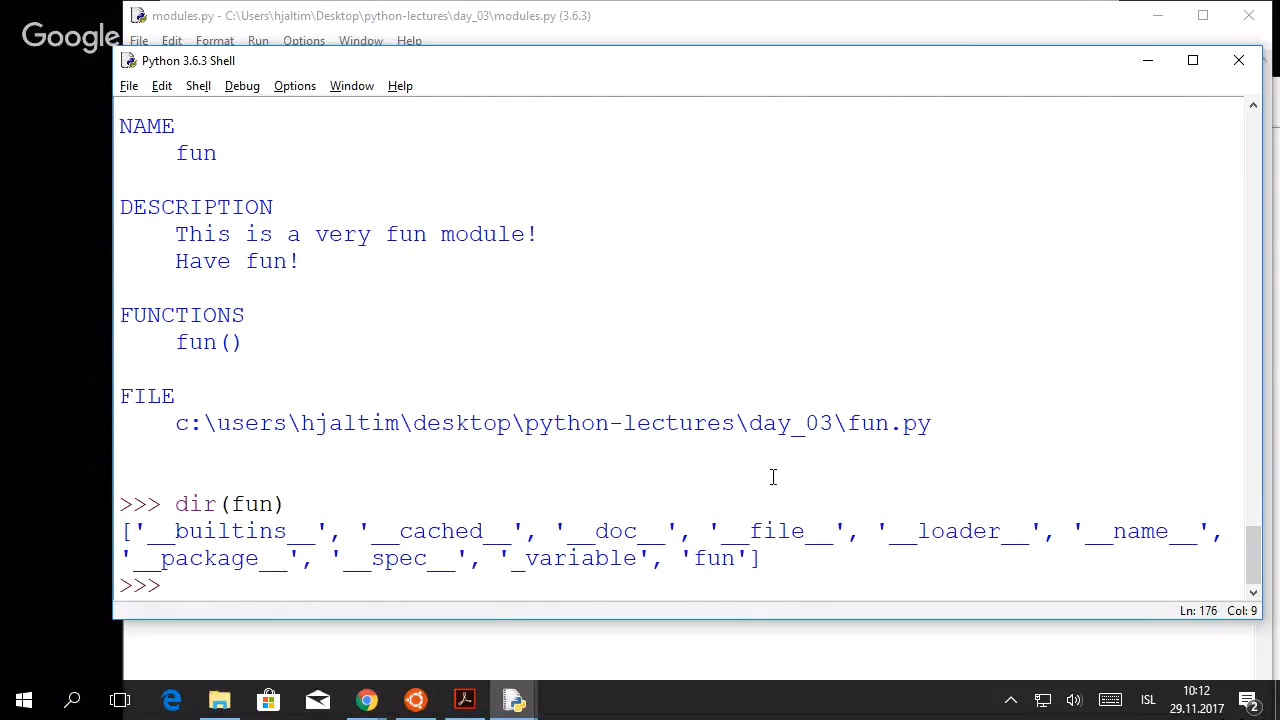 modules.py - C:\Users\hjaltim\Desktop\python-lectures\day_03\modules.py (3.6.3)
Google
File Edit Format Run Options Window Help
Python 3.6.3 Shell
File Edit Shell Debug Options Window Help
NAME
    fun
DESCRIPTION
    This is a very fun module!
    Have fun!
FUNCTIONS
    fun()
FILE
    c:\users\hjaltim\desktop\python-lectures\day_03\fun.py
>>> dir(fun)
['__builtins__', '__cached__', '__doc__', '__file__', '__loader__', '__name__',
'__package__', '__spec__', '_variable', 'fun']
>>>
Ln: 176 Col: 9
ISL
10:12
29.11.2017
2